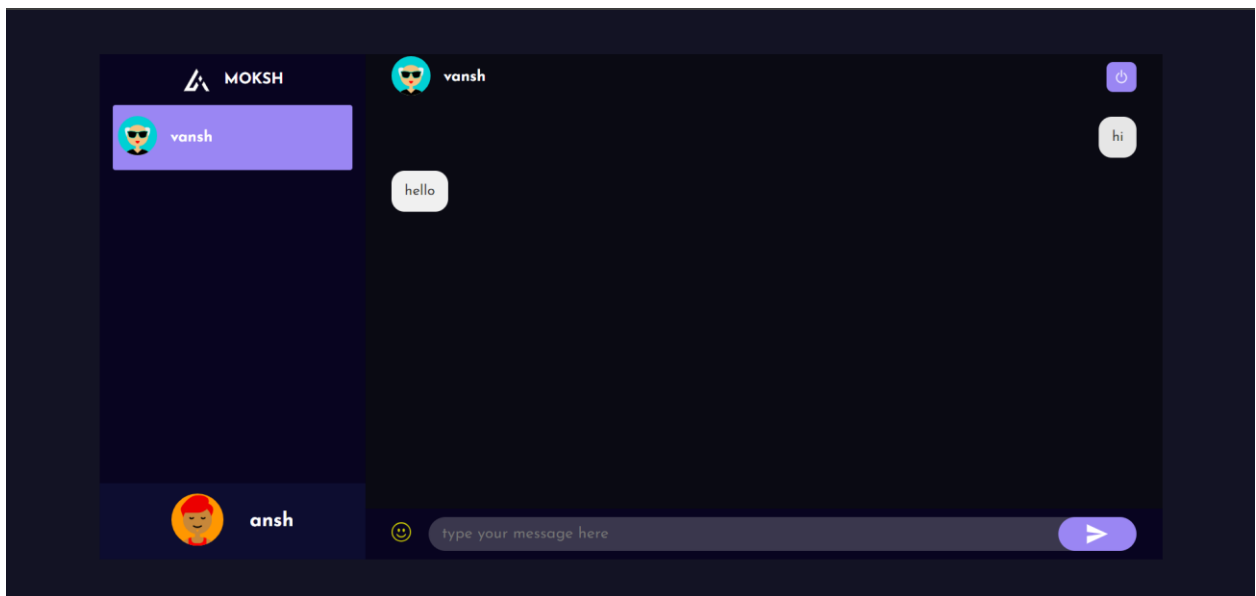 MOKSH
vansh
vansh
hi
hello
ansh
type your message here